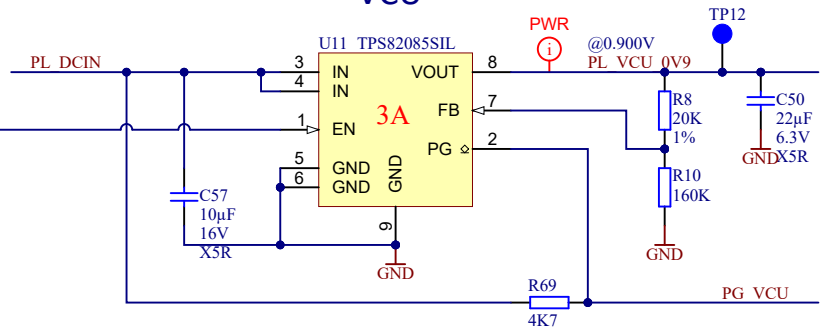 VCU
TP12
PWR
i
U11 TPS82085SIL
@0.900V
PL_DCIN
3
IN
VOUT
8
PL_VCU_0V9
4
IN
FB
7
R8
20K
1%
C50
22µF
6.3V
X5R
GND
3A
1
EN
PG
2
5
GND
6
GND
GND
R10
160K
C57
10µF
16V
X5R
9
GND
GND
R69
4K7
PG_VCU